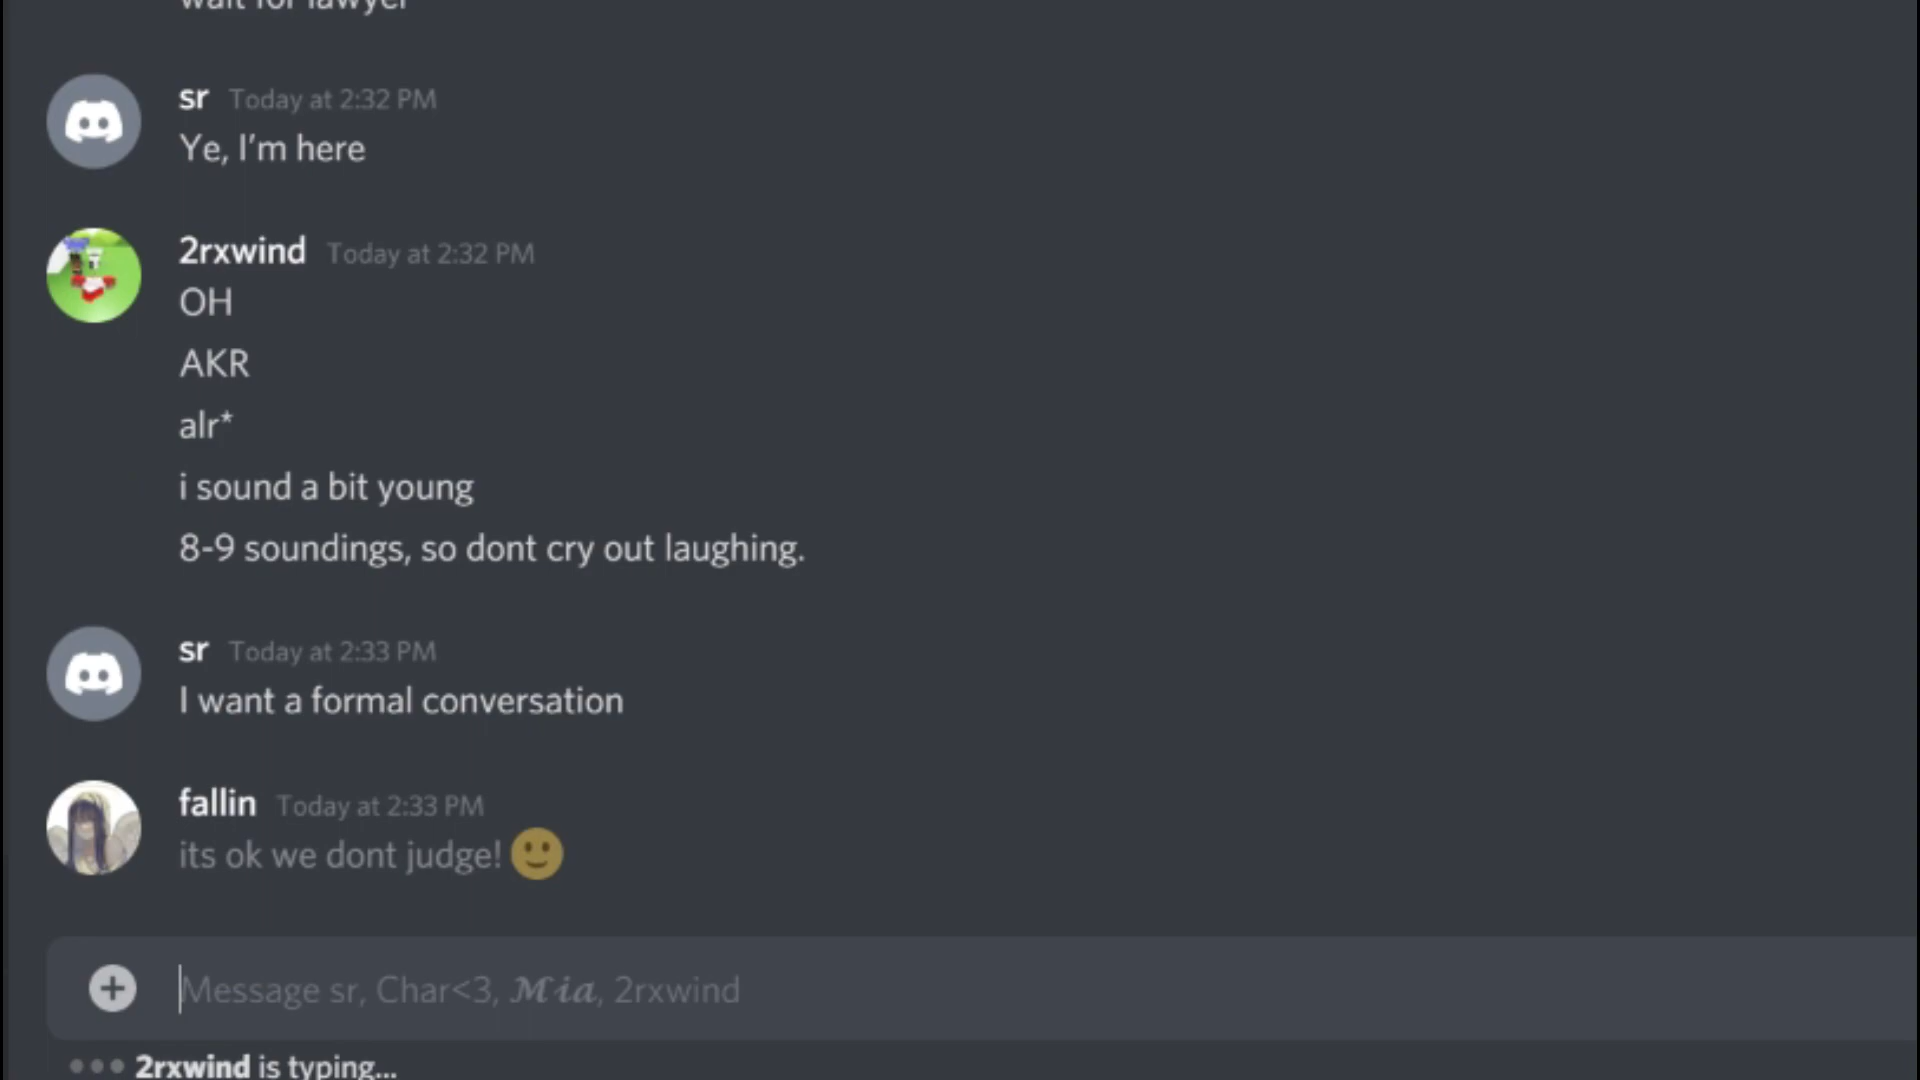 wait for lawyer
sr Today at 2:32 PM
Ye, I’m here
2rxwind Today at 2:32 PM
OH
AKR
alr*
i sound a bit young
8-9 soundings, so dont cry out laughing.
sr Today at 2:33 PM
I want a formal conversation
fallin Today at 2:33 PM
its ok we dont judge! 🙂
Message sr, Char<3, 𝓜𝓲𝓪, 2rxwind
2rxwind is typing...